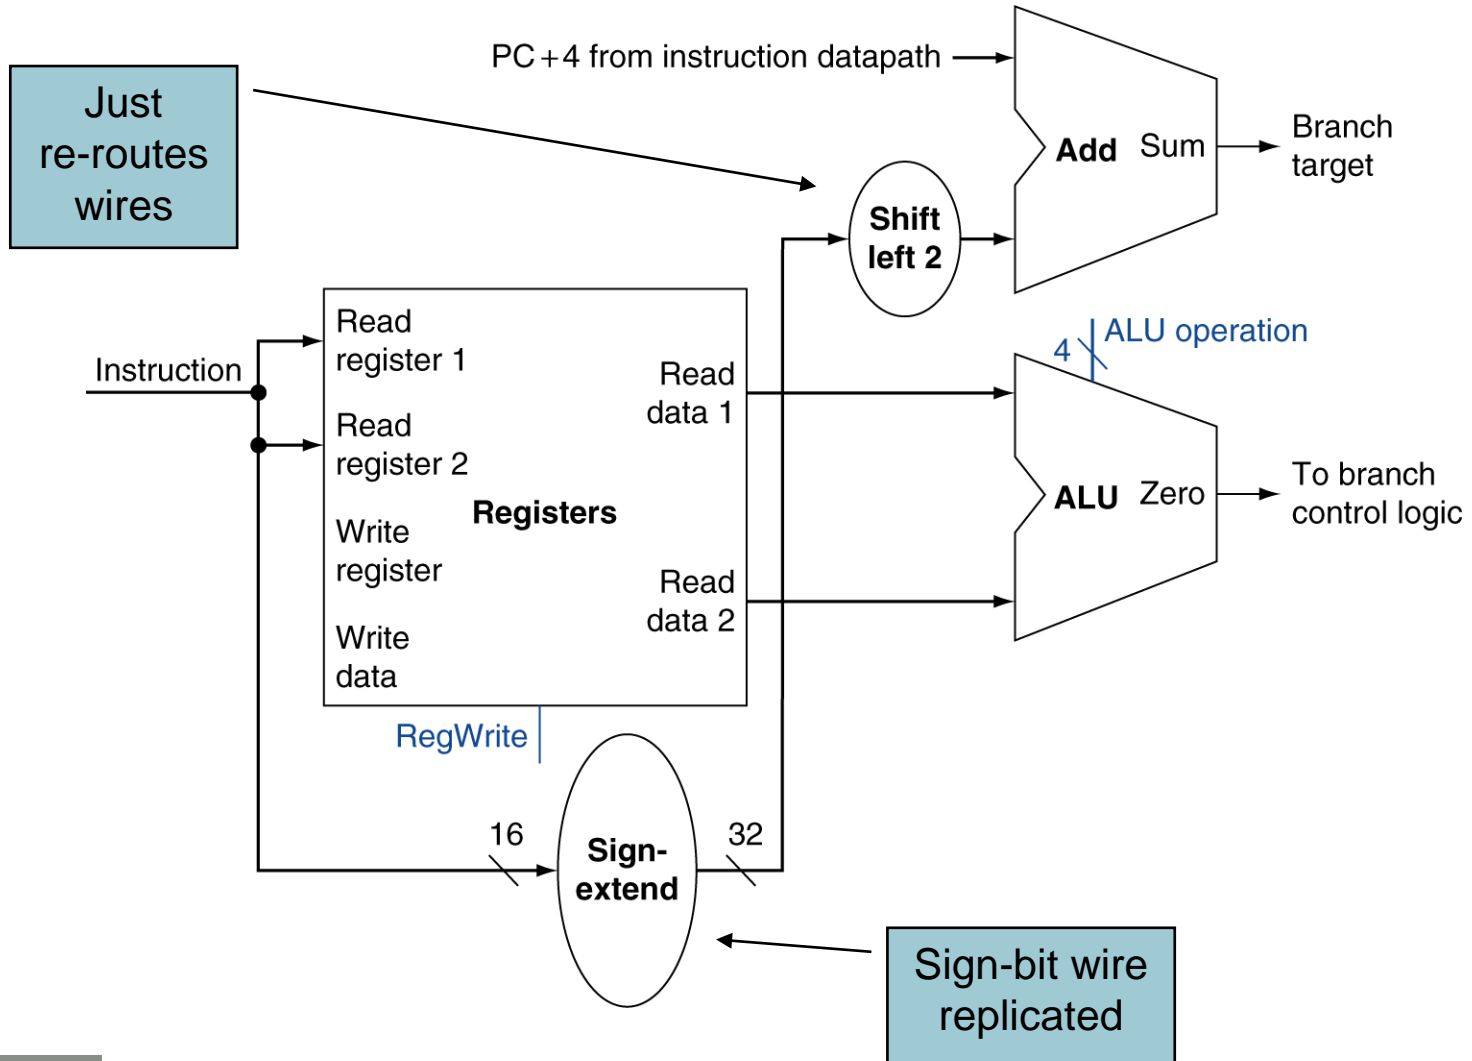 PC+4 from instruction datapath
Just
re-routes
wires
Add Sum
Branch
target
Shift
left 2
Instruction
Read
register 1
Read
register 2
Write
register
Write
data
Registers
Read
data 1
Read
data 2
4
ALU operation
ALU Zero
To branch
control logic
RegWrite
16
Sign-
extend
32
Sign-bit wire
replicated